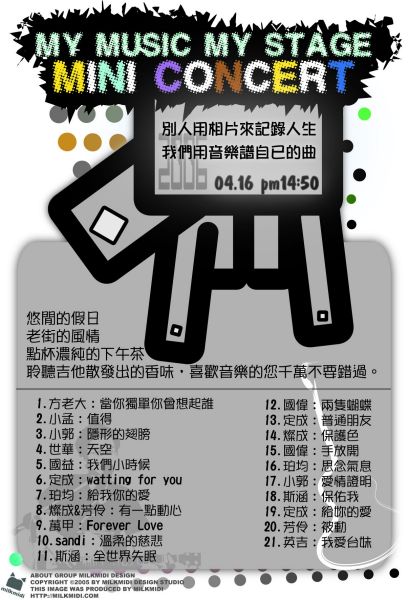 MY MUSIC MY STAGE
MINI CONCERT
別人用相片來記錄人生
我們用音樂譜自己的曲
2006
04.16 pm14:50
悠閒的假日
老街的風情
點杯濃純的下午茶
聆聽吉他散發出的香味，喜歡音樂的您千萬不要錯過。
1.方老大：當你獨單你會想起誰
2.小孟：值得
3.小郭：隱形的翅膀
4.世華：天空
5.國益：我們小時候
6.定成：watting for you
7.珀均：給我你的愛
8.燦成&芳伶：有一點動心
9.萬甲：Forever Love
10.sandi：溫柔的慈悲
11.斯涵：全世界失眠
12.國偉：兩隻蝴蝶
13.定成：普通朋友
14.燦成：保護色
15.國偉：手放開
16.珀均：思念氣息
17.小郭：愛情證明
18.斯涵：保佑我
19.定成：給妳的愛
20.芳伶：被動
21.英吉：我愛台妹
milkmidi
ABOUT GROUP MILKMIDI DESIGN
COPYRIGHT ©2005 BY MILKMIDI DESIGN STUDIO
THIS IMAGE WAS PRODUCED BY MILKMIDI
HTTP://MILKMIDI.COM